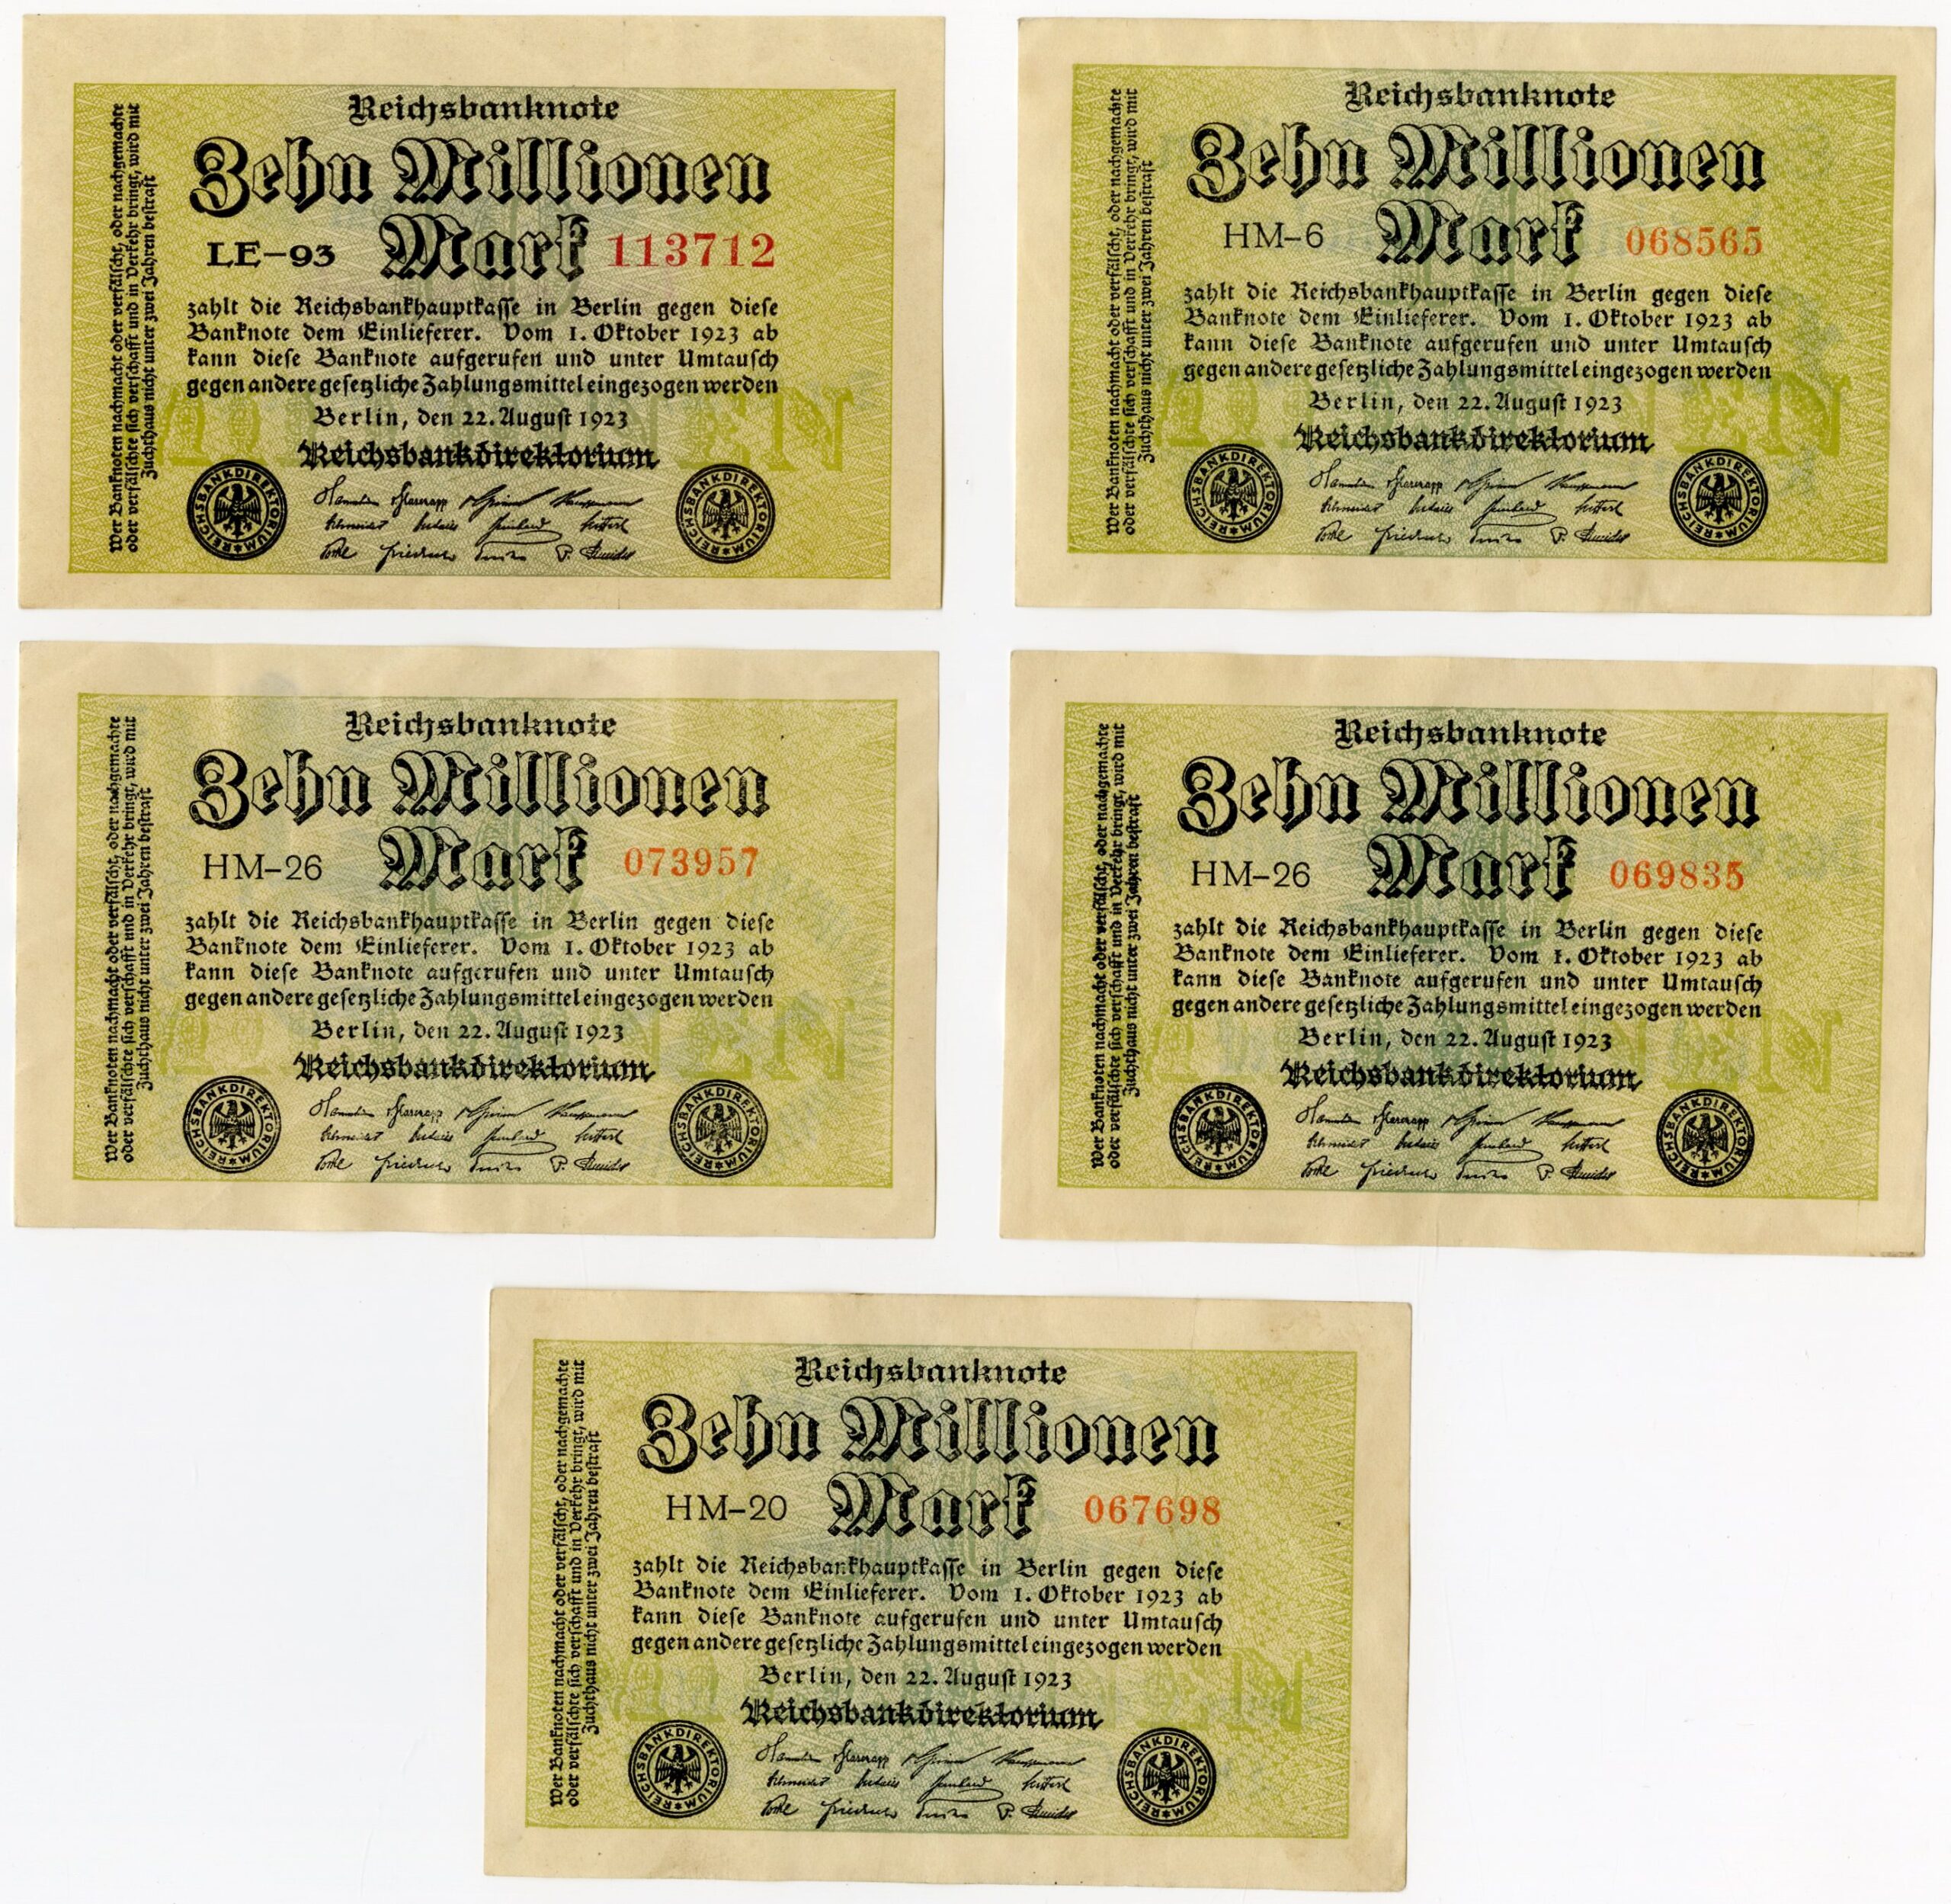 Reichsbanknote
Zehn Millionen
LE-93 Mark 113712
zahlt die Reichsbankhauptkasse in Berlin gegen diese
Banknote dem Einlieferer. Vom 1. Oktober 1923 ab
kann diese Banknote aufgerufen und unter Umtausch
gegen andere gesetzliche Zahlungsmittel eingezogen werden
Berlin, den 22. August 1923
Reichsbankdirektorium
REICHSBANKDIREKTORIUM
REICHSBANKDIREKTORIUM
Wer Banknoten nachmacht oder verfälscht, oder nachgemachte
oder verfälschte sich verschafft und in Verkehr bringt, wird mit
Zuchthaus nicht unter zwei Jahren bestraft
Reichsbanknote
Zehn Millionen
HM-6 Mark 068565
zahlt die Reichsbankhauptkasse in Berlin gegen diese
Banknote dem Einlieferer. Vom 1. Oktober 1923 ab
kann diese Banknote aufgerufen und unter Umtausch
gegen andere gesetzliche Zahlungsmittel eingezogen werden
Berlin, den 22. August 1923
Reichsbankdirektorium
REICHSBANKDIREKTORIUM
REICHSBANKDIREKTORIUM
Wer Banknoten nachmacht oder verfälscht, oder nachgemachte
oder verfälschte sich verschafft und in Verkehr bringt, wird mit
Zuchthaus nicht unter zwei Jahren bestraft
Reichsbanknote
Zehn Millionen
HM-26 Mark 073957
zahlt die Reichsbankhauptkasse in Berlin gegen diese
Banknote dem Einlieferer. Vom 1. Oktober 1923 ab
kann diese Banknote aufgerufen und unter Umtausch
gegen andere gesetzliche Zahlungsmittel eingezogen werden
Berlin, den 22. August 1923
Reichsbankdirektorium
REICHSBANKDIREKTORIUM
REICHSBANKDIREKTORIUM
Wer Banknoten nachmacht oder verfälscht, oder nachgemachte
oder verfälschte sich verschafft und in Verkehr bringt, wird mit
Zuchthaus nicht unter zwei Jahren bestraft
Reichsbanknote
Zehn Millionen
HM-26 Mark 069835
zahlt die Reichsbankhauptkasse in Berlin gegen diese
Banknote dem Einlieferer. Vom 1. Oktober 1923 ab
kann diese Banknote aufgerufen und unter Umtausch
gegen andere gesetzliche Zahlungsmittel eingezogen werden
Berlin, den 22. August 1923
Reichsbankdirektorium
REICHSBANKDIREKTORIUM
REICHSBANKDIREKTORIUM
Wer Banknoten nachmacht oder verfälscht, oder nachgemachte
oder verfälschte sich verschafft und in Verkehr bringt, wird mit
Zuchthaus nicht unter zwei Jahren bestraft
Reichsbanknote
Zehn Millionen
HM-20 Mark 067698
zahlt die Reichsbankhauptkasse in Berlin gegen diese
Banknote dem Einlieferer. Vom 1. Oktober 1923 ab
kann diese Banknote aufgerufen und unter Umtausch
gegen andere gesetzliche Zahlungsmittel eingezogen werden
Berlin, den 22. August 1923
Reichsbankdirektorium
REICHSBANKDIREKTORIUM
REICHSBANKDIREKTORIUM
Wer Banknoten nachmacht oder verfälscht, oder nachgemachte
oder verfälschte sich verschafft und in Verkehr bringt, wird mit
Zuchthaus nicht unter zwei Jahren bestraft